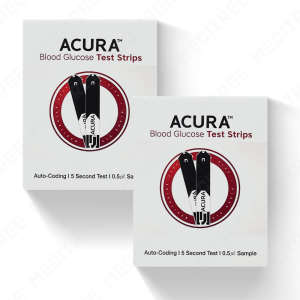 ACURA™
Blood Glucose Test Strips
ACURA
Auto-Coding I 5 Second Test I 0.5µl Sample
ACURA™
Blood Glucose Test Strips
ACURA
Auto-Coding I 5 Second Test I 0.5µl Sample